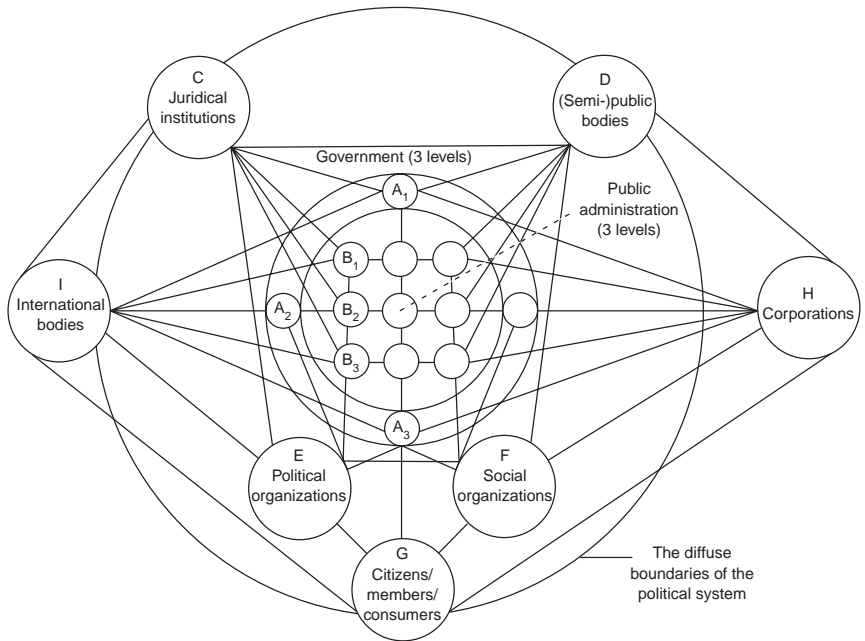 C
Juridical
institutions
D
(Semi-)public
bodies
Government (3 levels)
A1
Public
administration
(3 levels)
B1
I
International
bodies
A2
B2
H
Corporations
B3
A3
E
Political
organizations
F
Social
organizations
G
Citizens/
members/
consumers
The diffuse
boundaries of the
political system